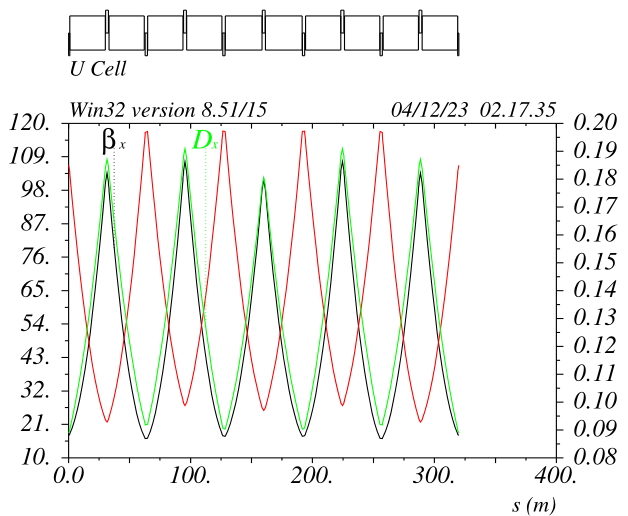 U Cell
Win32 version 8.51/15 04/12/23 02.17.35
120. 0.20
βx Dx
109. 0.19
98. 0.18
87. 0.17
0.16
76. 0.15
65. 0.14
54. 0.13
43. 0.12
0.11
32. 0.10
21. 0.09
10. 0.08
0.0 100. 200. 300. 400.
s (m)